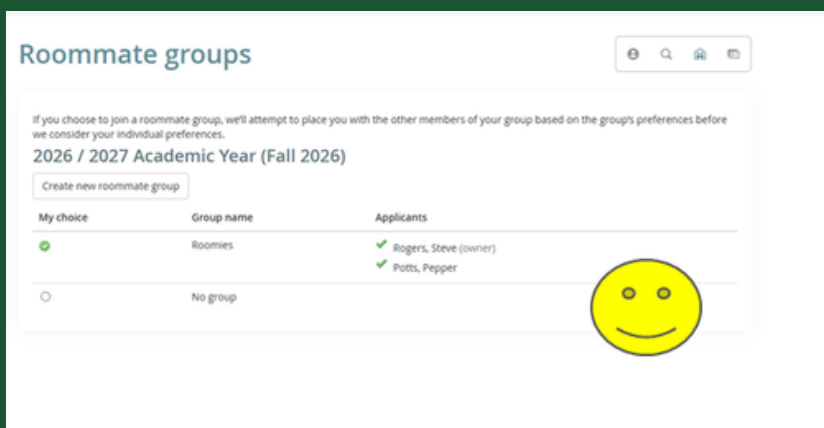 Roommate groups
If you choose to join a roommate group, we'll attempt to place you with the other members of your group based on the group's preferences before
we consider your individual preferences.
2026 / 2027 Academic Year (Fall 2026)
Create new roommate group
My choice Group name Applicants
Roomies Rogers, Steve (owner)
Potts, Pepper
No group